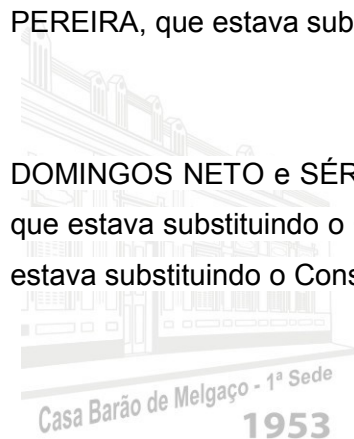 PEREIRA, que estava sub
DOMINGOS NETO e SÉR
que estava substituindo o
estava substituindo o Cons
Casa Barão de Melgaço - 1ª Sede
1953